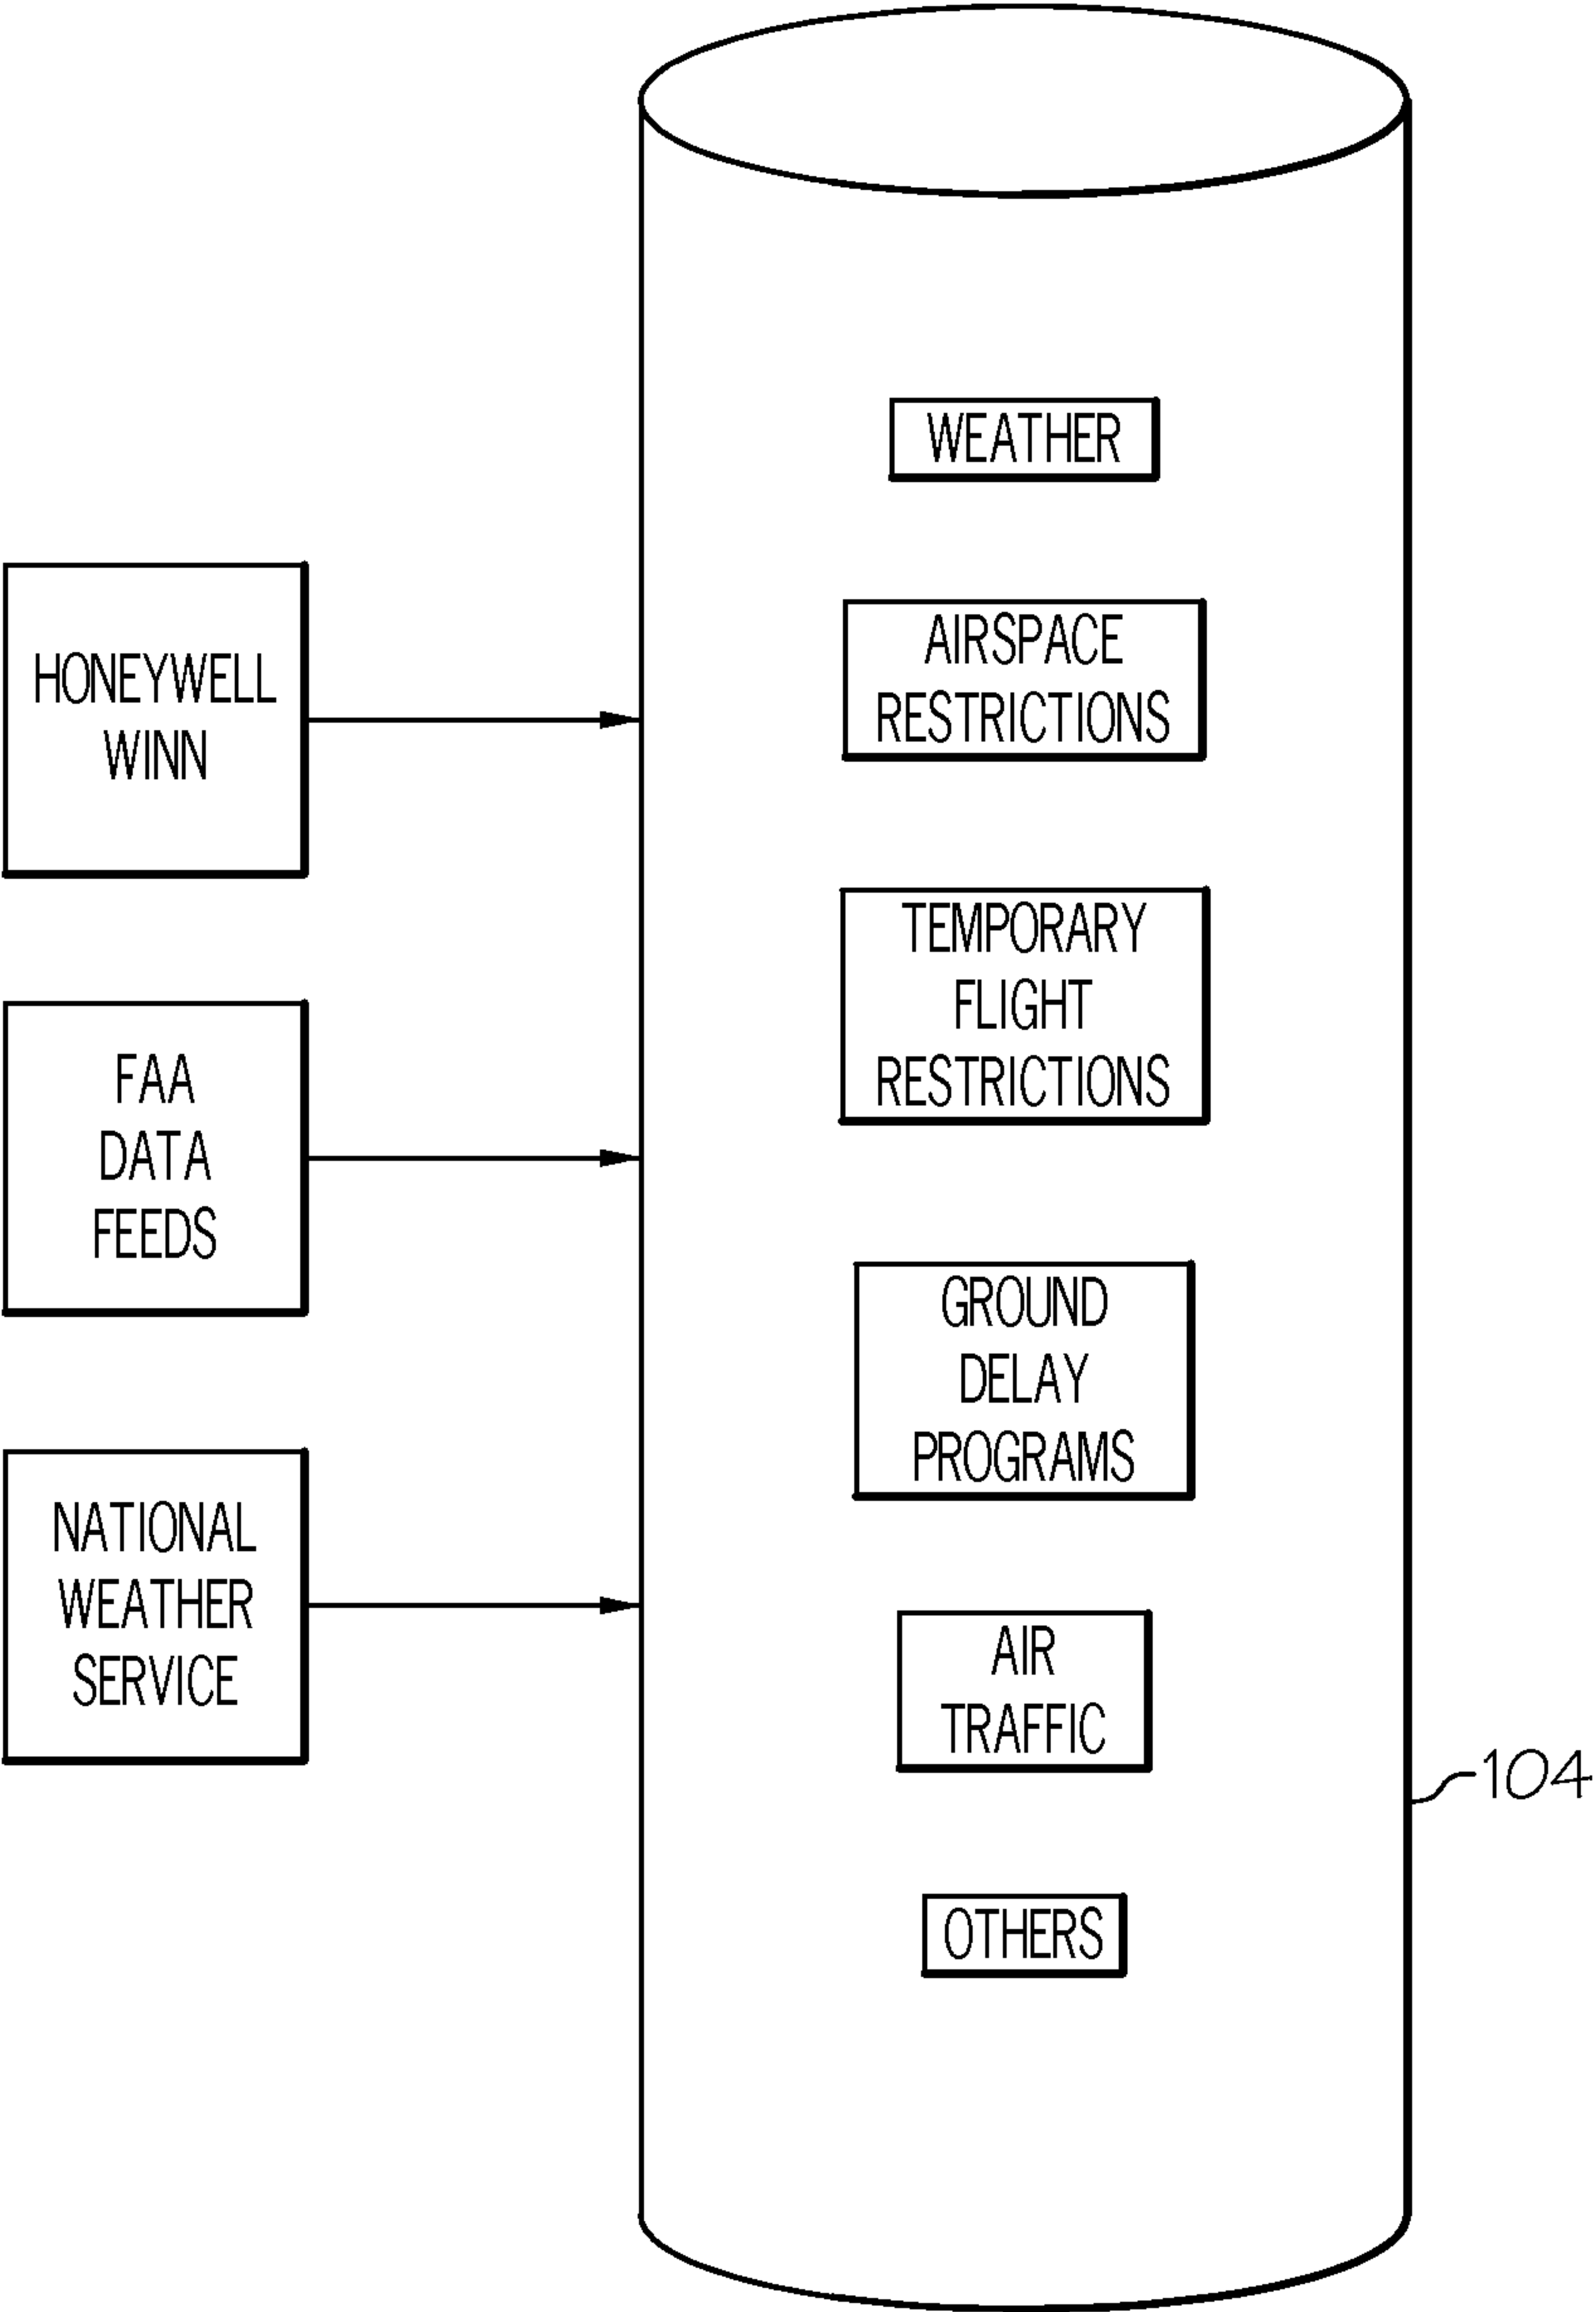 WEATHER
HONEYWELL
WINN
AIRSPACE
RESTRICTIONS
TEMPORARY
FLIGHT
RESTRICTIONS
FAA
DATA
FEEDS
GROUND
DELAY
PROGRAMS
NATIONAL
WEATHER
SERVICE
AIR
TRAFFIC
104
OTHERS